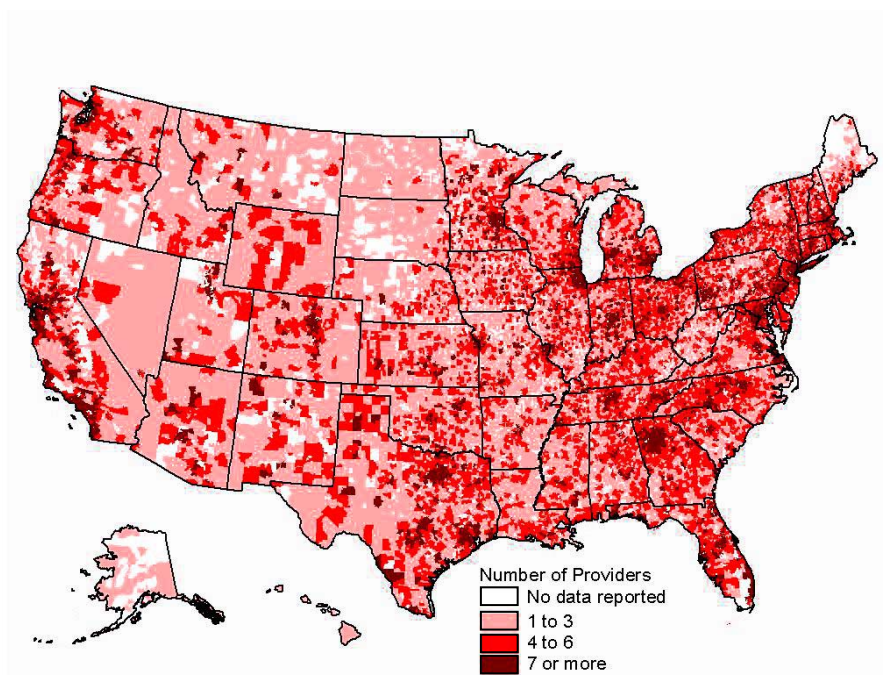 Number of Providers
No data reported
1 to 3
4 to 6
7 or more